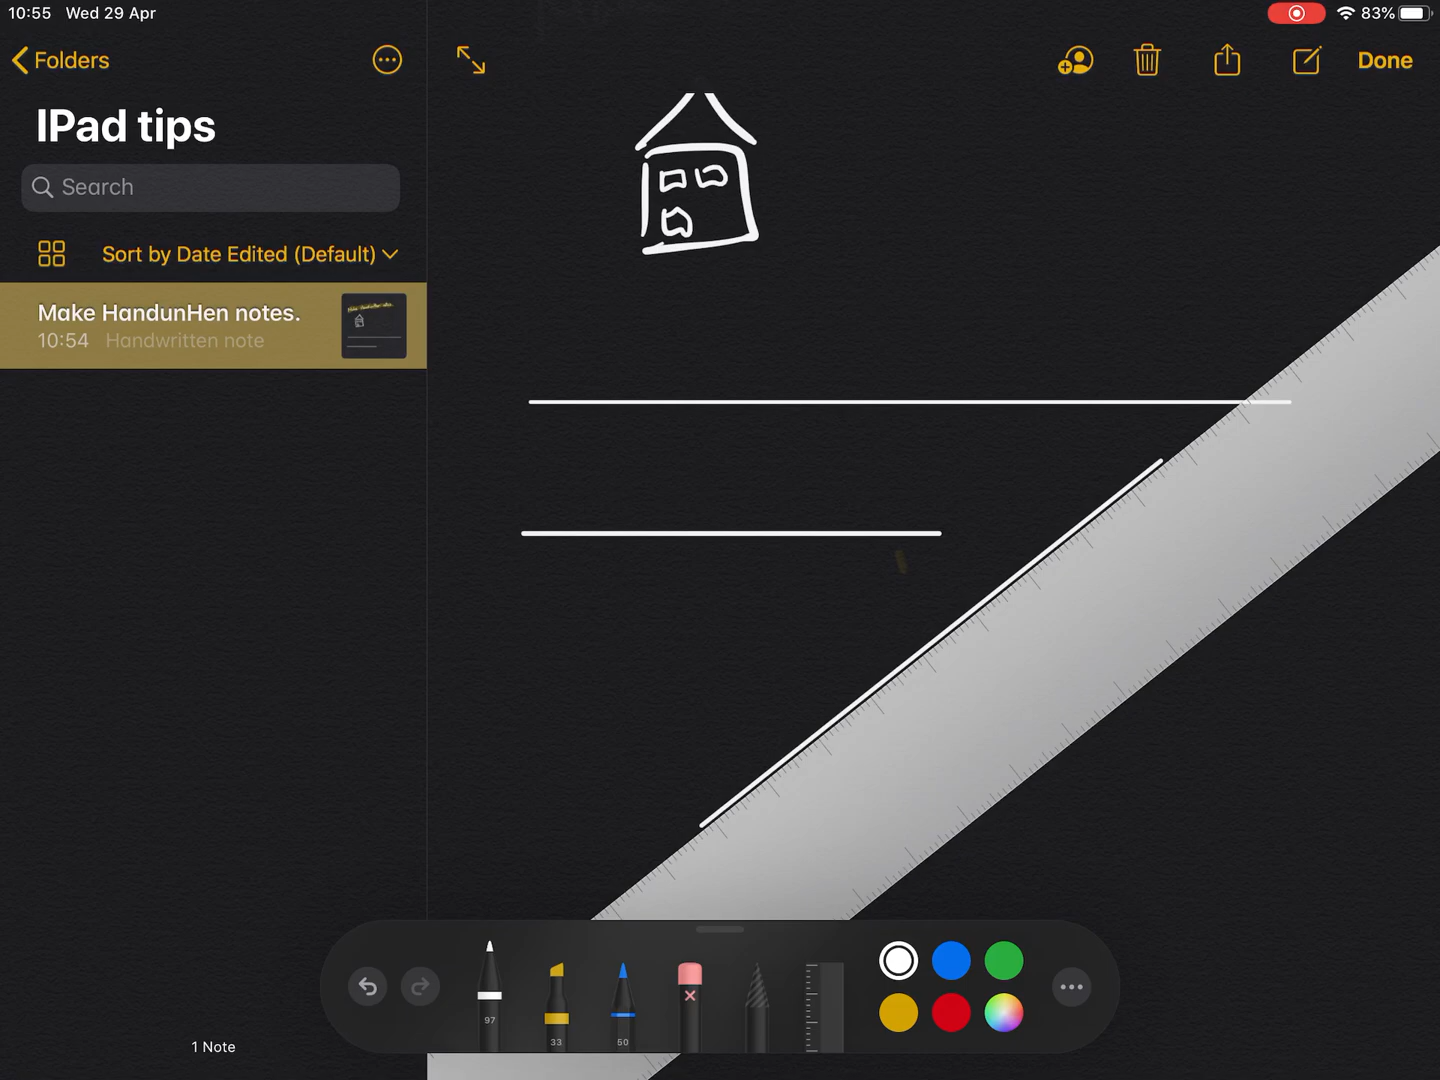 10:55 Wed 29 Apr 83%
Folders Done
IPad tips
Search
Sort by Date Edited (Default)
Make HandunHen notes.
10:54 Handwritten note
97 33 50
1 Note